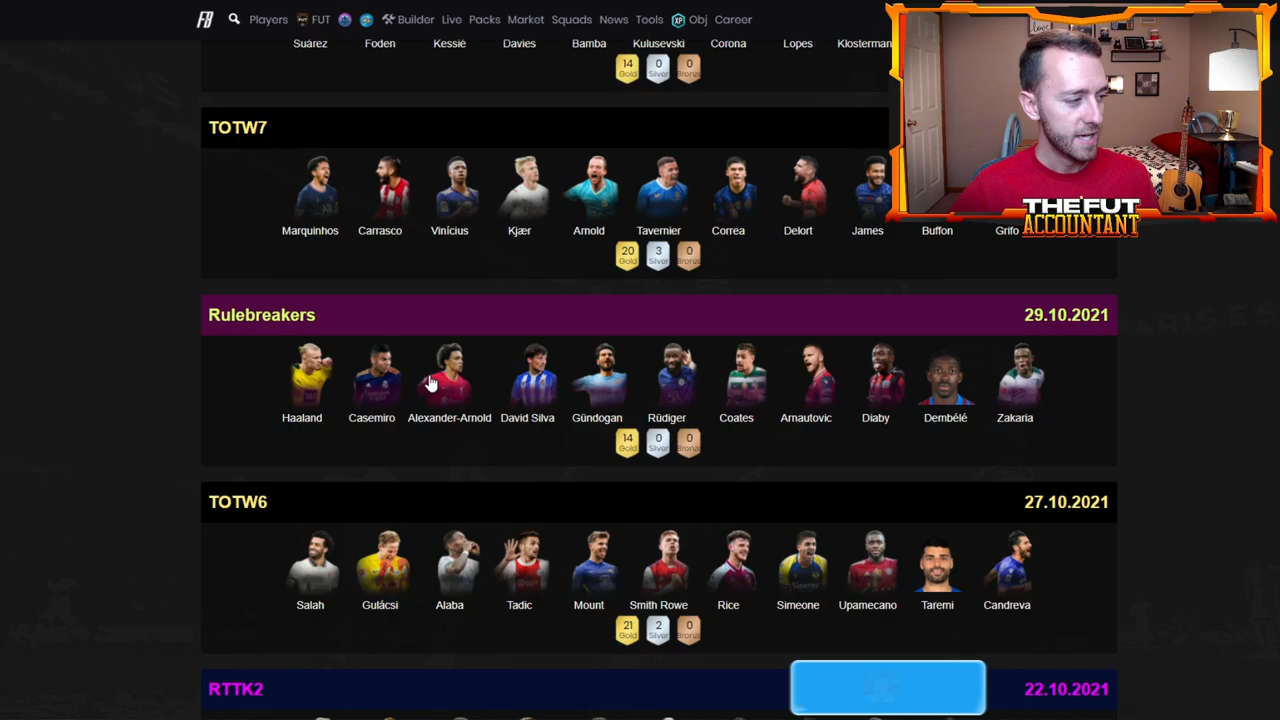 FB Players FUT Builder Live Packs Market Squads News Tools XP Obj Career
Suárez Foden Kessié Davies Bamba Kulusevski Corona Lopes Klosterman
14 Gold 0 Silver 0 Bronze
TOTW7
Marquinhos Carrasco Vinícius Kjær Arnold Tavernier Correa Delort James Buffon Grifo
20 Gold 3 Silver 0 Bronze
THE FUT
ACCOUNTANT
Rulebreakers 29.10.2021
Haaland Casemiro Alexander-Arnold David Silva Gündogan Rüdiger Coates Arnautovic Diaby Dembélé Zakaria
14 Gold 0 Silver 0 Bronze
TOTW6 27.10.2021
Salah Gulácsi Alaba Tadic Mount Smith Rowe Rice Simeone Upamecano Taremi Candreva
21 Gold 2 Silver 0 Bronze
RTTK2 22.10.2021